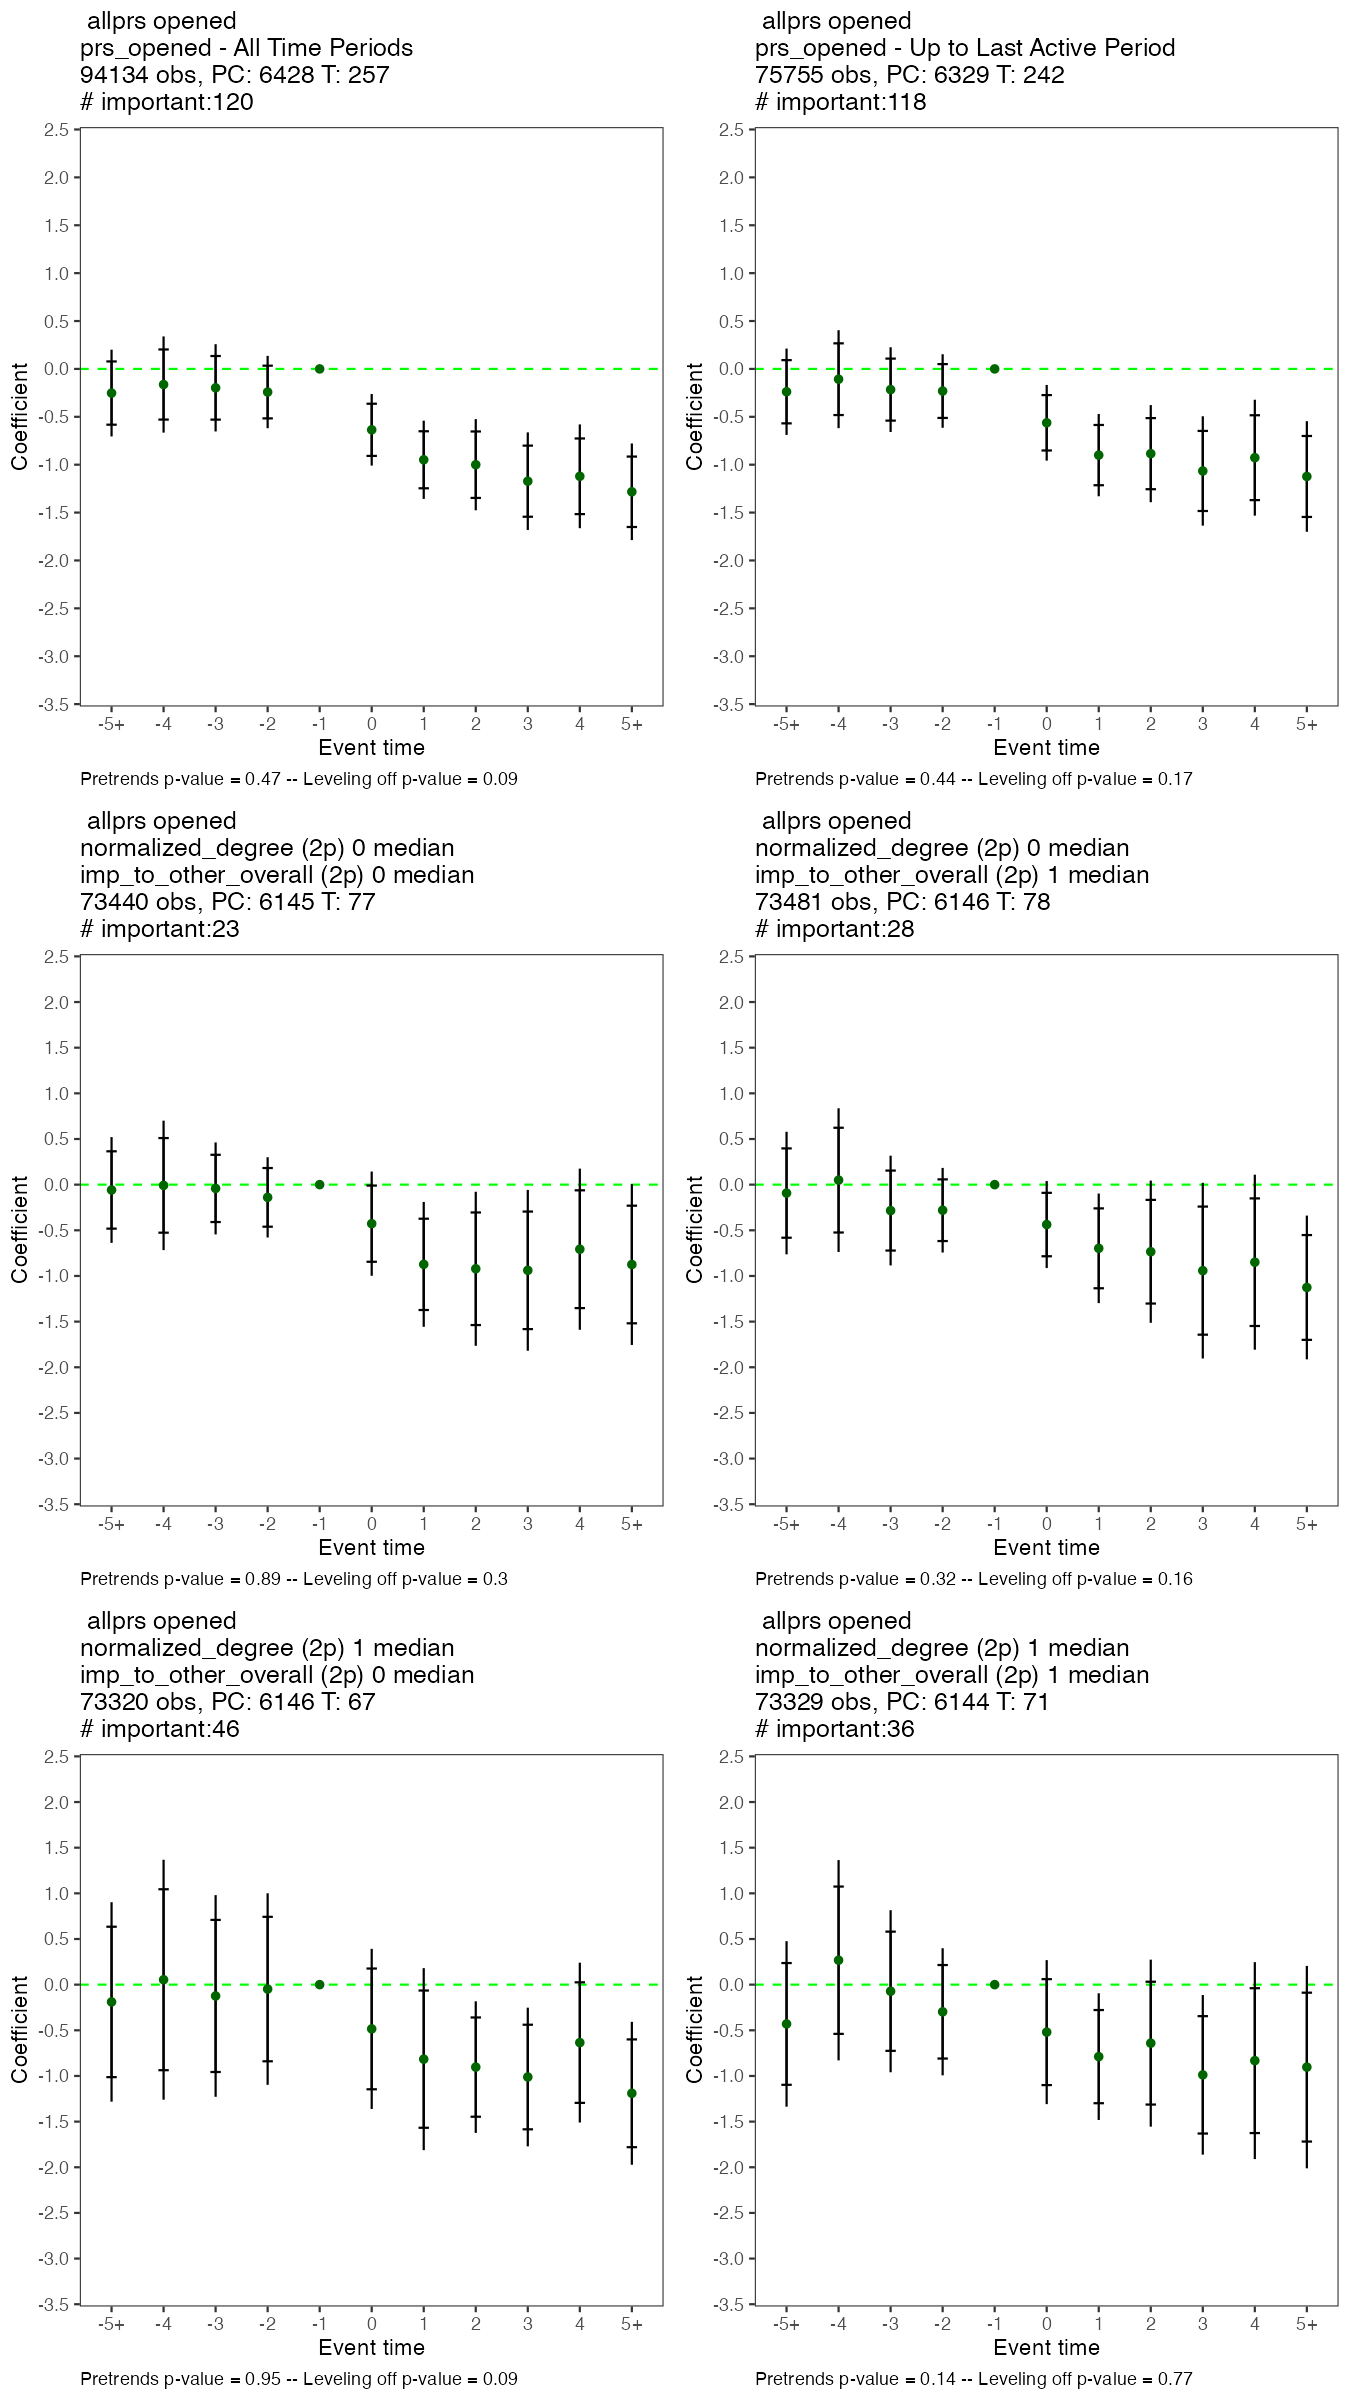 allprs opened
prs_opened - All Time Periods
94134 obs, PC: 6428 T: 257
# important:120
2.5
2.0
1.5
1.0
0.5
0.0
-0.5
-1.0
-1.5
-2.0
-2.5
-3.0
-3.5
Coefficient
-5+ -4 -3 -2 -1 0 1 2 3 4 5+
Event time
Pretrends p-value = 0.47 -- Leveling off p-value = 0.09
allprs opened
prs_opened - Up to Last Active Period
75755 obs, PC: 6329 T: 242
# important:118
2.5
2.0
1.5
1.0
0.5
0.0
-0.5
-1.0
-1.5
-2.0
-2.5
-3.0
-3.5
Coefficient
-5+ -4 -3 -2 -1 0 1 2 3 4 5+
Event time
Pretrends p-value = 0.44 -- Leveling off p-value = 0.17
allprs opened
normalized_degree (2p) 0 median
imp_to_other_overall (2p) 0 median
73440 obs, PC: 6145 T: 77
# important:23
2.5
2.0
1.5
1.0
0.5
0.0
-0.5
-1.0
-1.5
-2.0
-2.5
-3.0
-3.5
Coefficient
-5+ -4 -3 -2 -1 0 1 2 3 4 5+
Event time
Pretrends p-value = 0.89 -- Leveling off p-value = 0.3
allprs opened
normalized_degree (2p) 0 median
imp_to_other_overall (2p) 1 median
73481 obs, PC: 6146 T: 78
# important:28
2.5
2.0
1.5
1.0
0.5
0.0
-0.5
-1.0
-1.5
-2.0
-2.5
-3.0
-3.5
Coefficient
-5+ -4 -3 -2 -1 0 1 2 3 4 5+
Event time
Pretrends p-value = 0.32 -- Leveling off p-value = 0.16
allprs opened
normalized_degree (2p) 1 median
imp_to_other_overall (2p) 0 median
73320 obs, PC: 6146 T: 67
# important:46
2.5
2.0
1.5
1.0
0.5
0.0
-0.5
-1.0
-1.5
-2.0
-2.5
-3.0
-3.5
Coefficient
-5+ -4 -3 -2 -1 0 1 2 3 4 5+
Event time
Pretrends p-value = 0.95 -- Leveling off p-value = 0.09
allprs opened
normalized_degree (2p) 1 median
imp_to_other_overall (2p) 1 median
73329 obs, PC: 6144 T: 71
# important:36
2.5
2.0
1.5
1.0
0.5
0.0
-0.5
-1.0
-1.5
-2.0
-2.5
-3.0
-3.5
Coefficient
-5+ -4 -3 -2 -1 0 1 2 3 4 5+
Event time
Pretrends p-value = 0.14 -- Leveling off p-value = 0.77